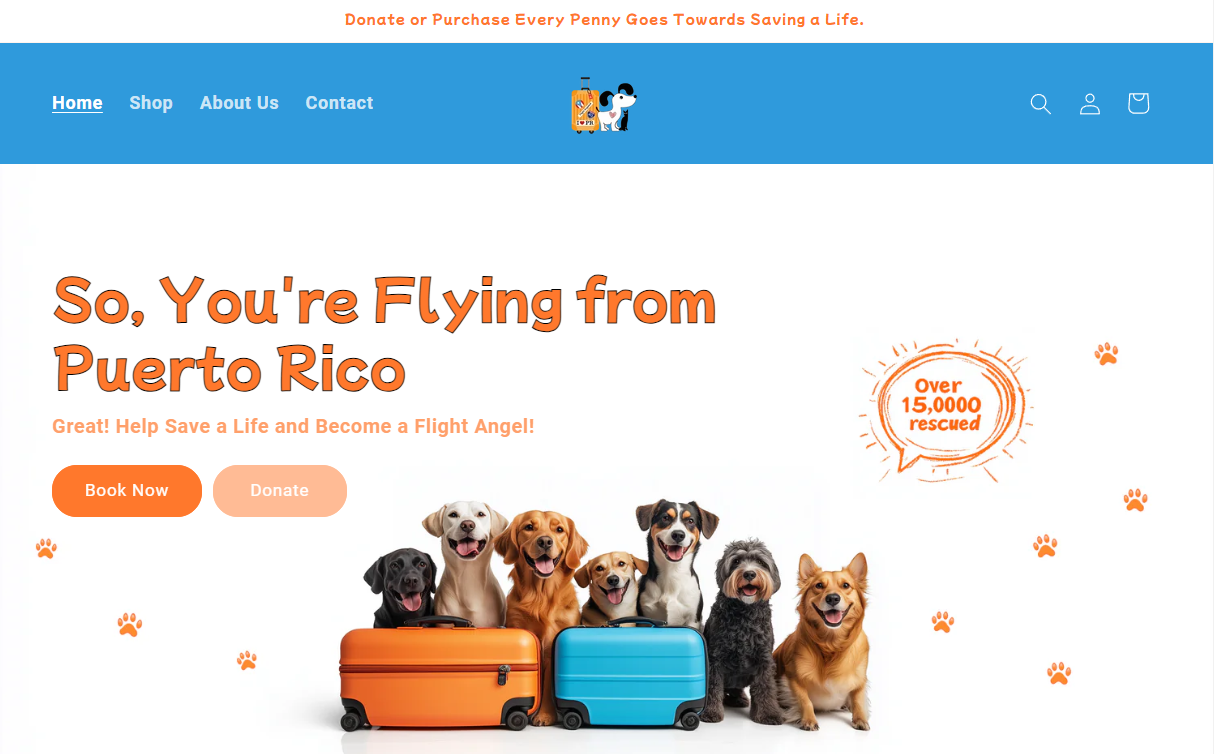 Donate or Purchase Every Penny Goes Towards Saving a Life.
Home Shop About Us Contact
I ♥ PR
So, You're Flying from
Puerto Rico
Great! Help Save a Life and Become a Flight Angel!
Over
15,0000
rescued
Book Now Donate